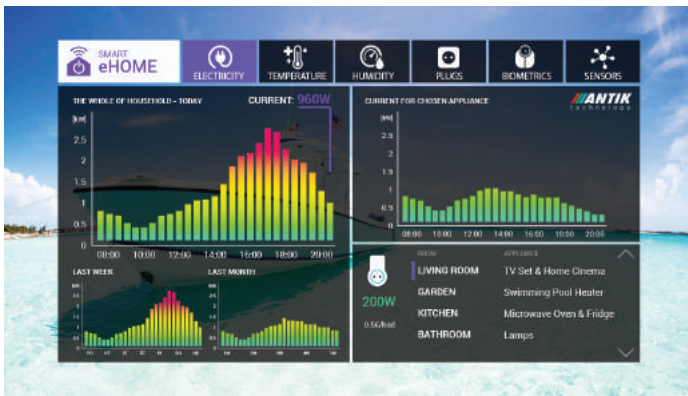 SMART
eHOME
ELECTRICITY
TEMPERATURE
HUMIDITY
PLUGS
BIOMETRICS
SENSORS
THE WHOLE OF HOUSEHOLD - TODAY
CURRENT: 960W
[kW]
2.5
2
1.5
1
0.5
0
08:00 10:00 12:00 14:00 16:00 18:00 20:00
CURRENT FOR CHOSEN APPLIANCE
ANTIK
technology
2.5
2
1.5
1
0.5
0
08:00 10:00 12:00 14:00 16:00 18:00 20:00
LAST WEEK
LAST MONTH
200W
ROOM APPLIANCE
LIVING ROOM TV Set & Home Cinema
GARDEN Swimming Pool Heater
KITCHEN Microwave Oven & Fridge
BATHROOM Lamps